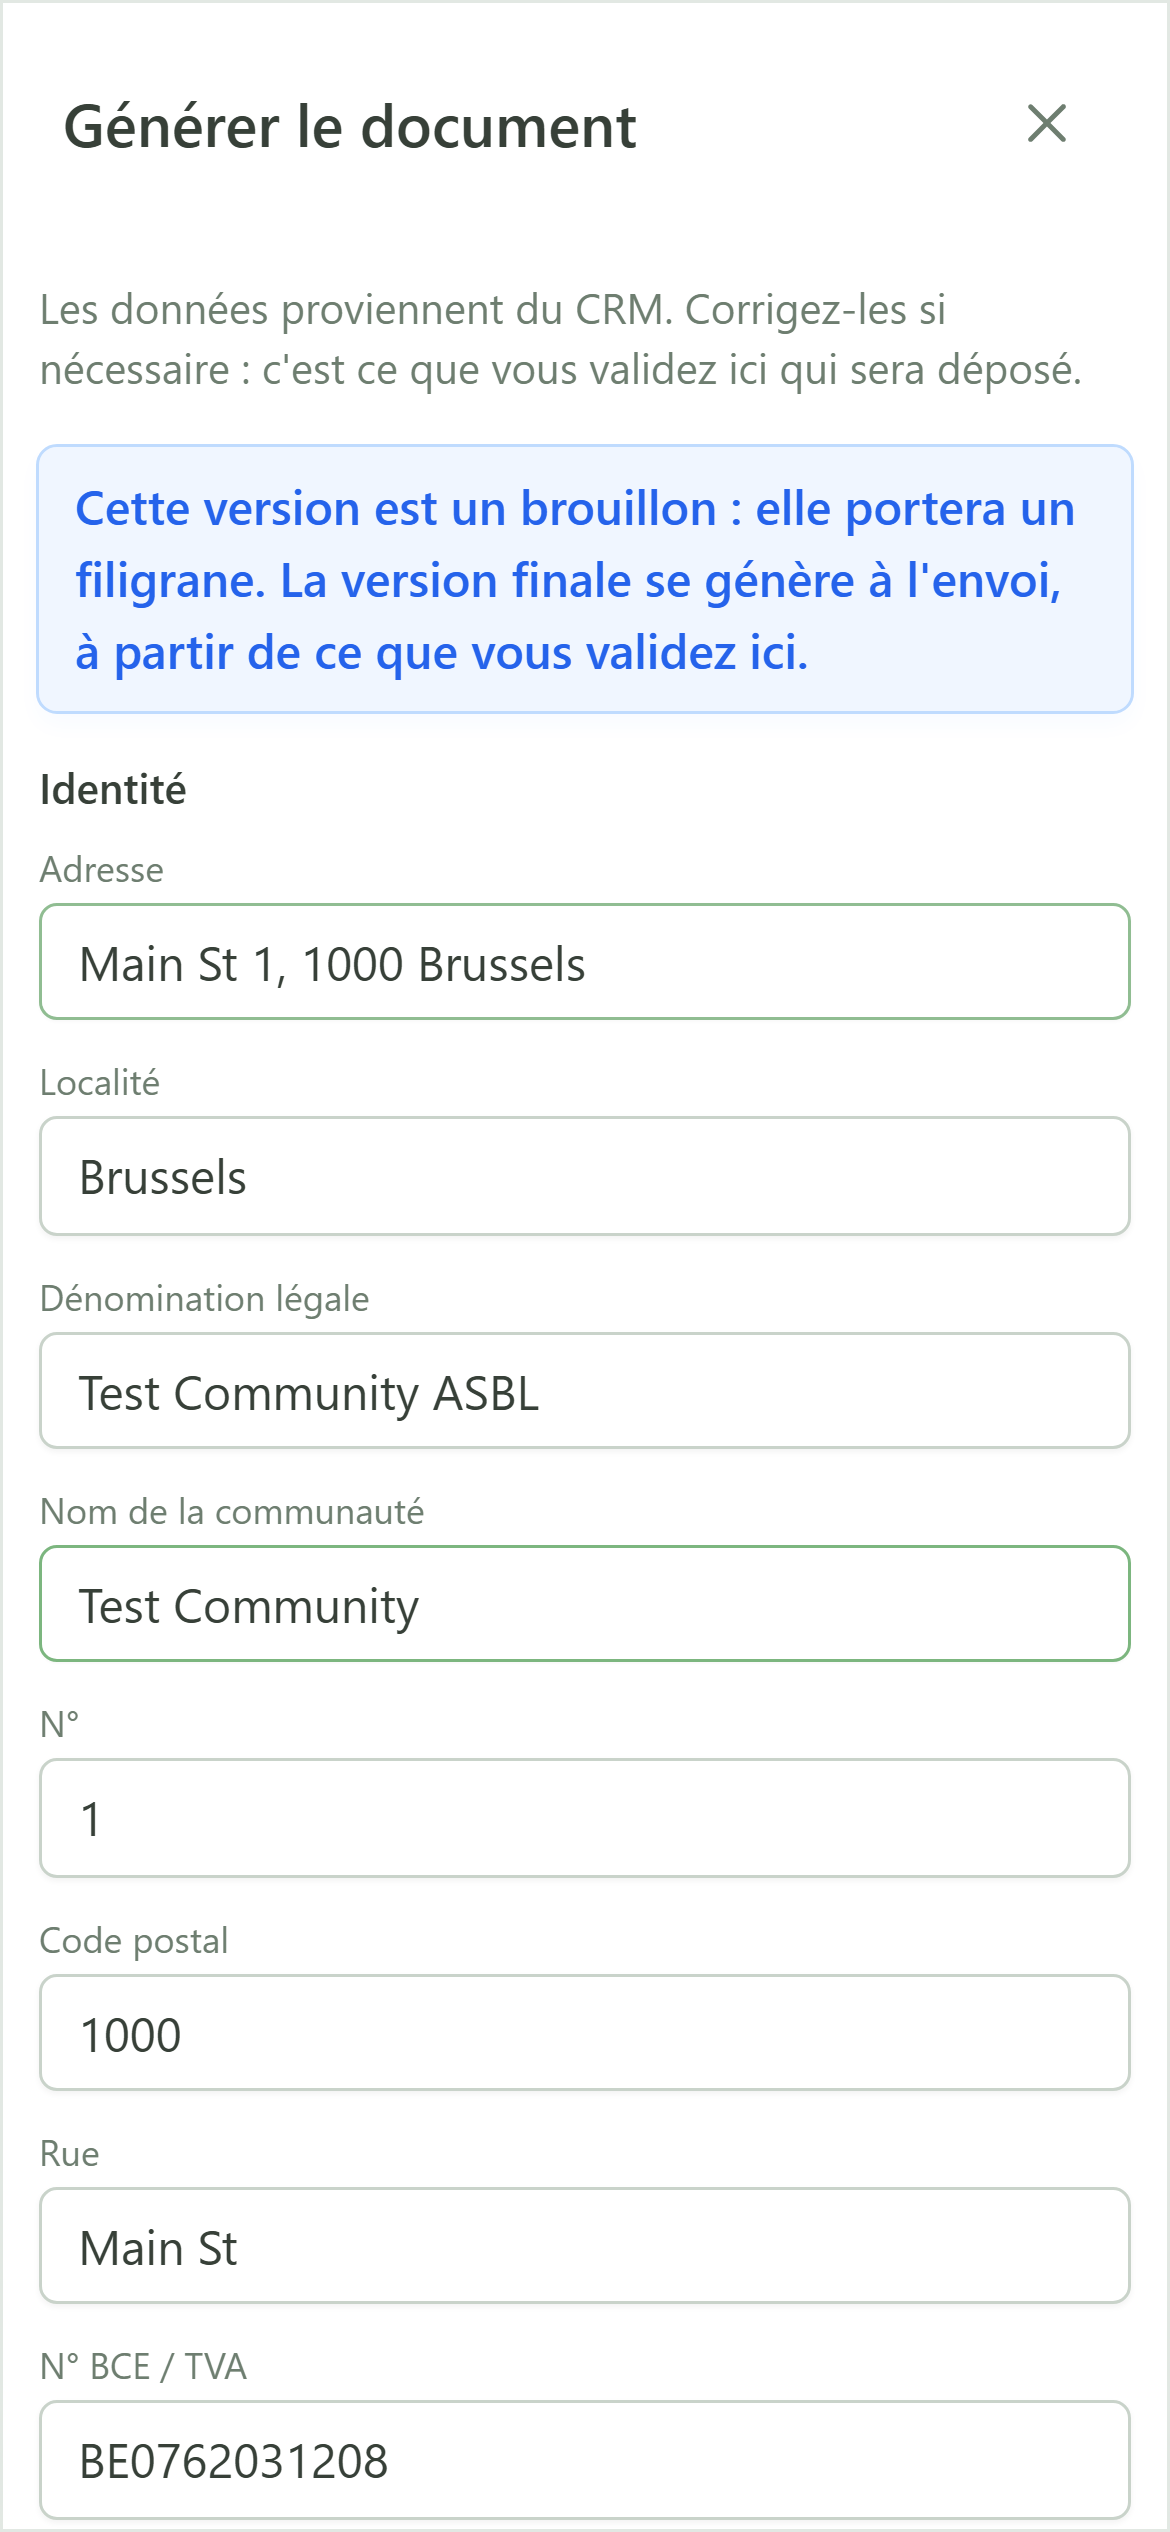 Générer le document
Les données proviennent du CRM. Corrigez-les si
nécessaire : c'est ce que vous validez ici qui sera déposé.
Cette version est un brouillon : elle portera un
filigrane. La version finale se génère à l'envoi,
à partir de ce que vous validez ici.
Identité
Adresse
Main St 1, 1000 Brussels
Localité
Brussels
Dénomination légale
Test Community ASBL
Nom de la communauté
Test Community
N°
1
Code postal
1000
Rue
Main St
N° BCE / TVA
BE0762031208